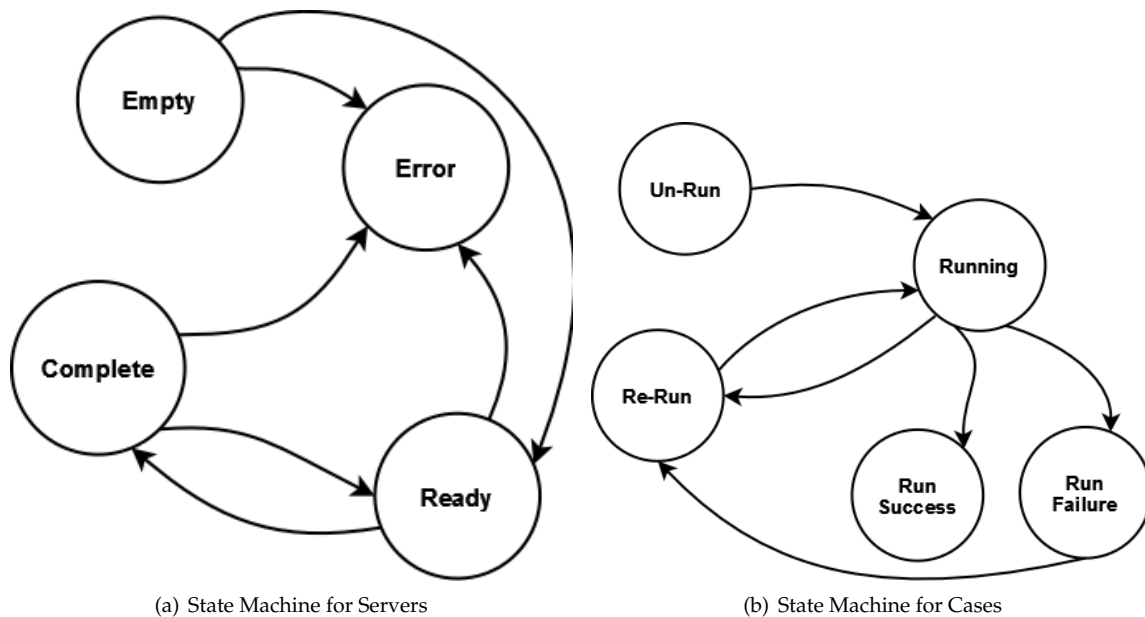 Empty
Error
Complete
Ready
(a) State Machine for Servers
Un-Run
Running
Re-Run
Run
Success
Run
Failure
(b) State Machine for Cases